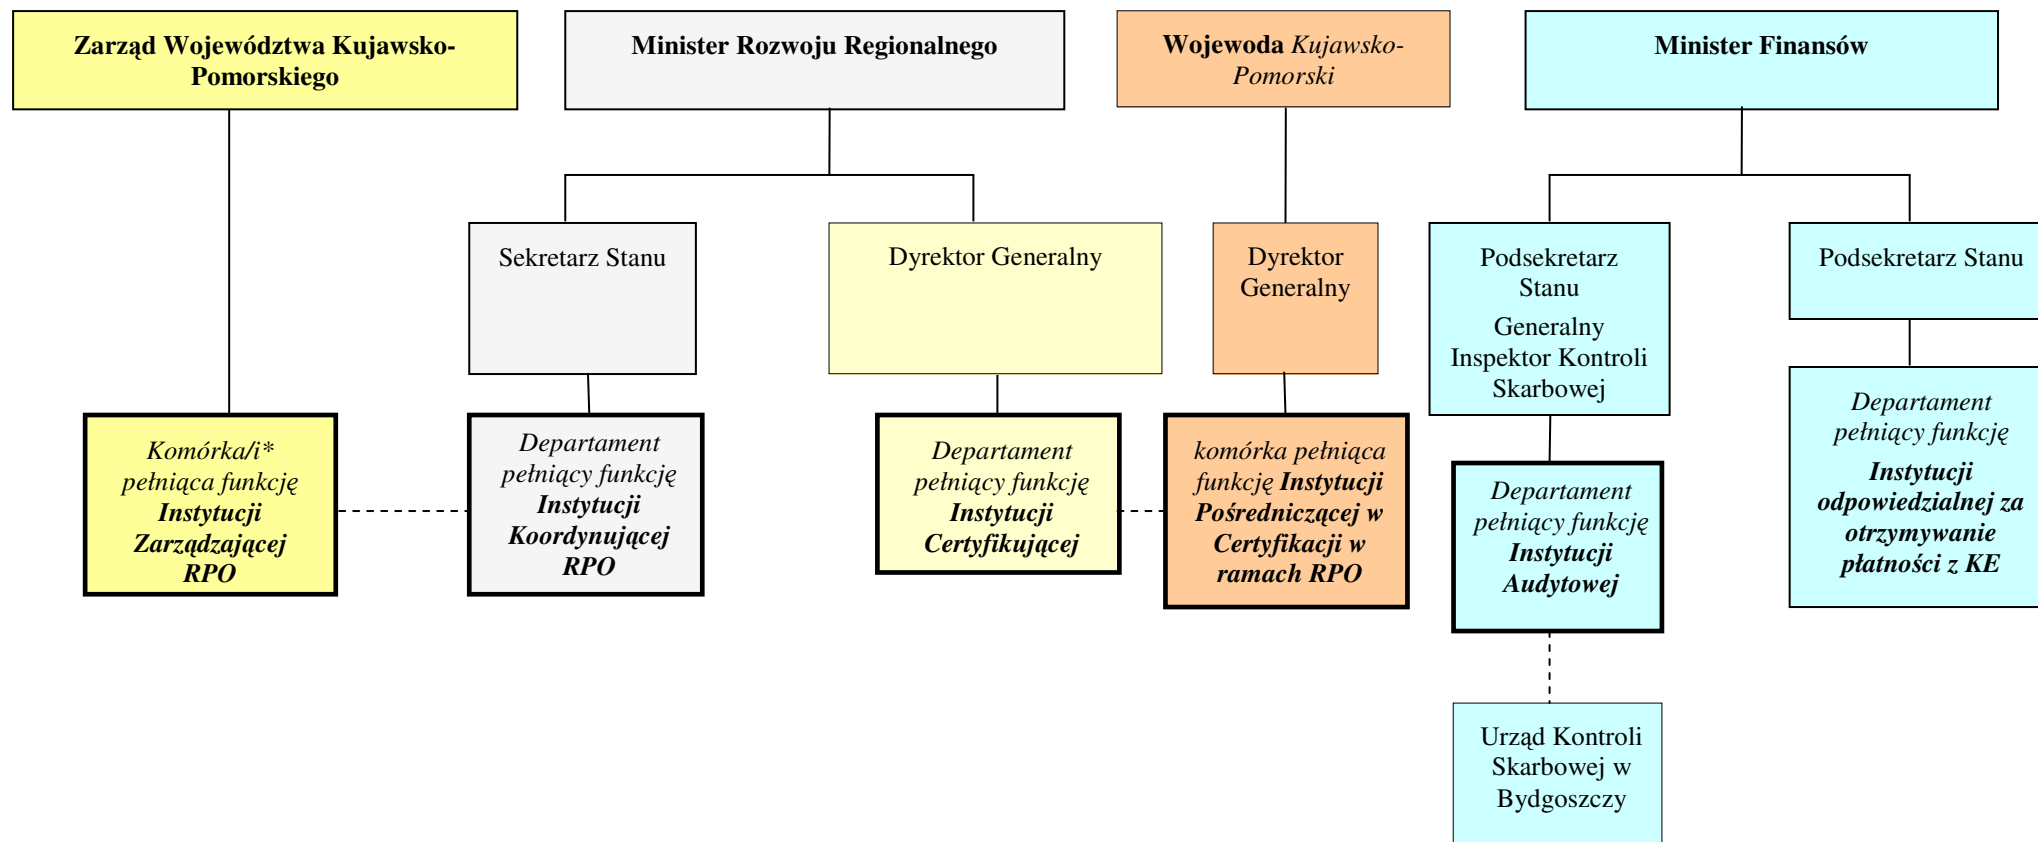 Zarząd Województwa Kujawsko-
Pomorskiego
Minister Rozwoju Regionalnego
Wojewoda Kujawsko-
Pomorski
Minister Finansów
Sekretarz Stanu
Dyrektor Generalny
Dyrektor
Generalny
Podsekretarz
Stanu
Generalny
Inspektor Kontroli
Skarbowej
Podsekretarz Stanu
Komórka/i*
pełniąca funkcję
Instytucji
Zarządzającej
RPO
Departament
pełniący funkcję
Instytucji
Koordynującej
RPO
Departament
pełniący funkcję
Instytucji
Certyfikującej
komórka pełniąca
funkcję Instytucji
Pośredniczącej w
Certyfikacji w
ramach RPO
Departament
pełniący funkcję
Instytucji
Audytowej
Departament
pełniący funkcję
Instytucji
odpowiedzialnej za
otrzymywanie
płatności z KE
Urząd Kontroli
Skarbowej w
Bydgoszczy